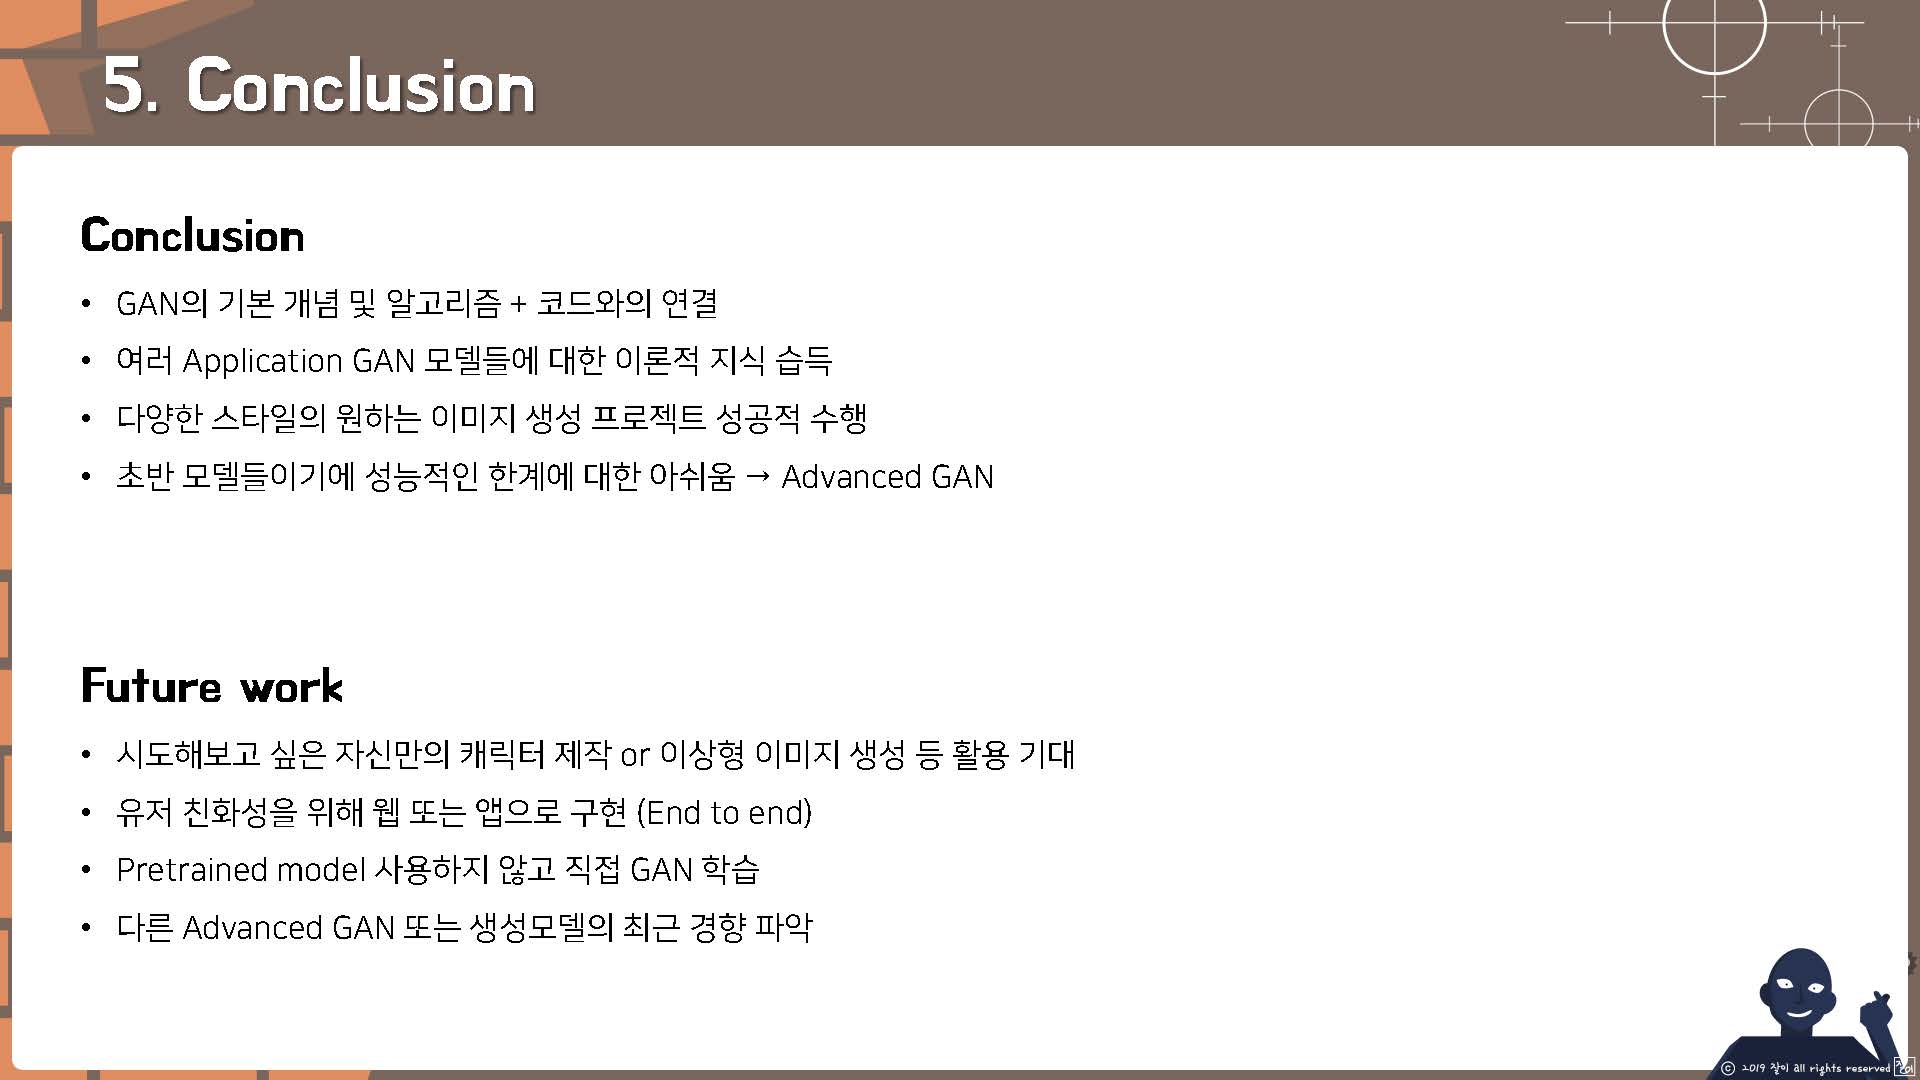 5. Conclusion
Conclusion
• GAN의 기본 개념 및 알고리즘 + 코드와의 연결
• 여러 Application GAN 모델들에 대한 이론적 지식 습득
• 다양한 스타일의 원하는 이미지 생성 프로젝트 성공적 수행
• 초반 모델들이기에 성능적인 한계에 대한 아쉬움 → Advanced GAN
Future work
• 시도해보고 싶은 자신만의 캐릭터 제작 or 이상형 이미지 생성 등 활용 기대
• 유저 친화성을 위해 웹 또는 앱으로 구현 (End to end)
• Pretrained model 사용하지 않고 직접 GAN 학습
• 다른 Advanced GAN 또는 생성모델의 최근 경향 파악
ⓒ 2019 잘이 all rights reserved